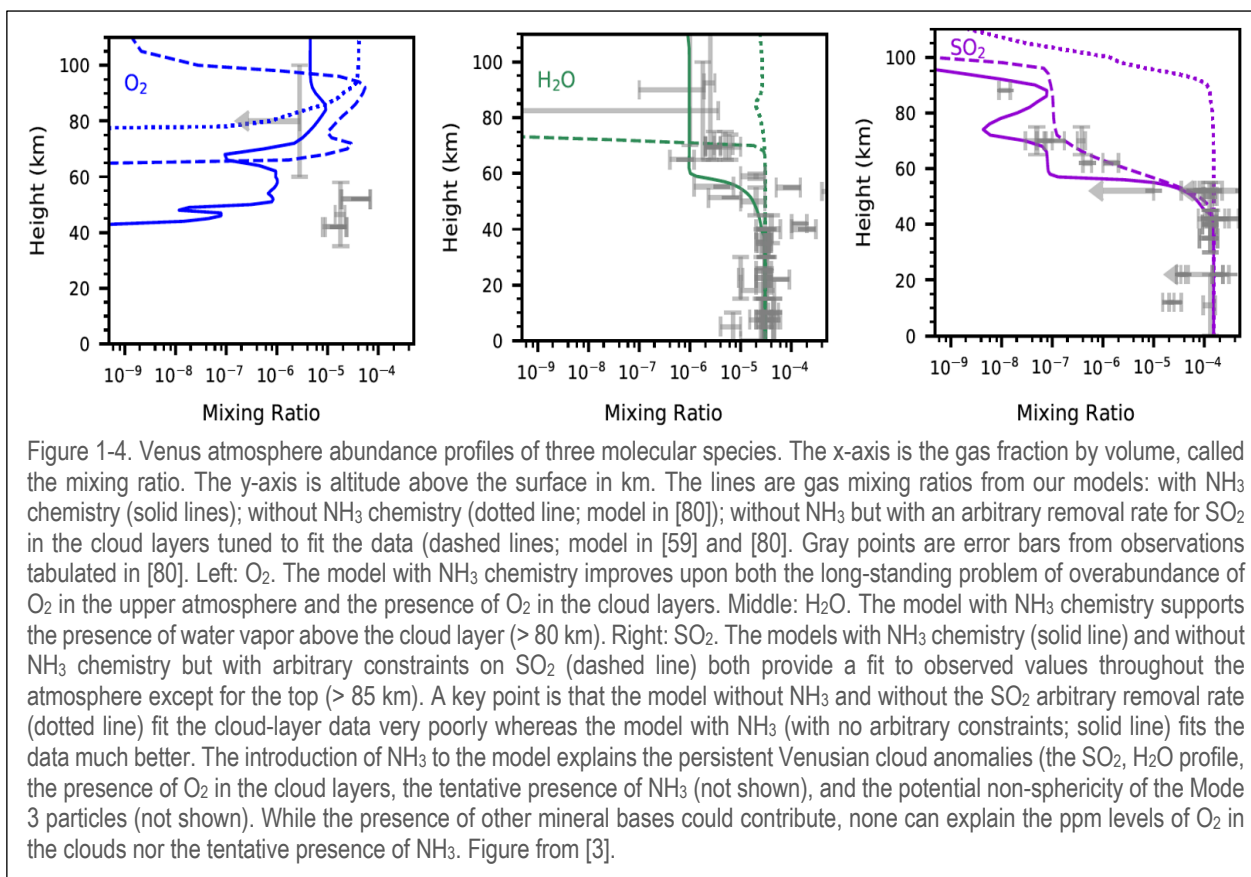 O₂
Height (km)
100
80
60
40
20
0
10⁻⁹ 10⁻⁸ 10⁻⁷ 10⁻⁶ 10⁻⁵ 10⁻⁴
Mixing Ratio
H₂O
Height (km)
100
80
60
40
20
0
10⁻⁹ 10⁻⁸ 10⁻⁷ 10⁻⁶ 10⁻⁵ 10⁻⁴
Mixing Ratio
SO₂
Height (km)
100
80
60
40
20
0
10⁻⁹ 10⁻⁸ 10⁻⁷ 10⁻⁶ 10⁻⁵ 10⁻⁴
Mixing Ratio
Figure 1-4. Venus atmosphere abundance profiles of three molecular species. The x-axis is the gas fraction by volume, called
the mixing ratio. The y-axis is altitude above the surface in km. The lines are gas mixing ratios from our models: with NH₃
chemistry (solid lines); without NH₃ chemistry (dotted line; model in [80]); without NH₃ but with an arbitrary removal rate for SO₂
in the cloud layers tuned to fit the data (dashed lines; model in [59] and [80]. Gray points are error bars from observations
tabulated in [80]. Left: O₂. The model with NH₃ chemistry improves upon both the long-standing problem of overabundance of
O₂ in the upper atmosphere and the presence of O₂ in the cloud layers. Middle: H₂O. The model with NH₃ chemistry supports
the presence of water vapor above the cloud layer (> 80 km). Right: SO₂. The models with NH₃ chemistry (solid line) and without
NH₃ chemistry but with arbitrary constraints on SO₂ (dashed line) both provide a fit to observed values throughout the
atmosphere except for the top (> 85 km). A key point is that the model without NH₃ and without the SO₂ arbitrary removal rate
(dotted line) fit the cloud-layer data very poorly whereas the model with NH₃ (with no arbitrary constraints; solid line) fits the
data much better. The introduction of NH₃ to the model explains the persistent Venusian cloud anomalies (the SO₂, H₂O profile,
the presence of O₂ in the cloud layers, the tentative presence of NH₃ (not shown), and the potential non-sphericity of the Mode
3 particles (not shown). While the presence of other mineral bases could contribute, none can explain the ppm levels of O₂ in
the clouds nor the tentative presence of NH₃. Figure from [3].